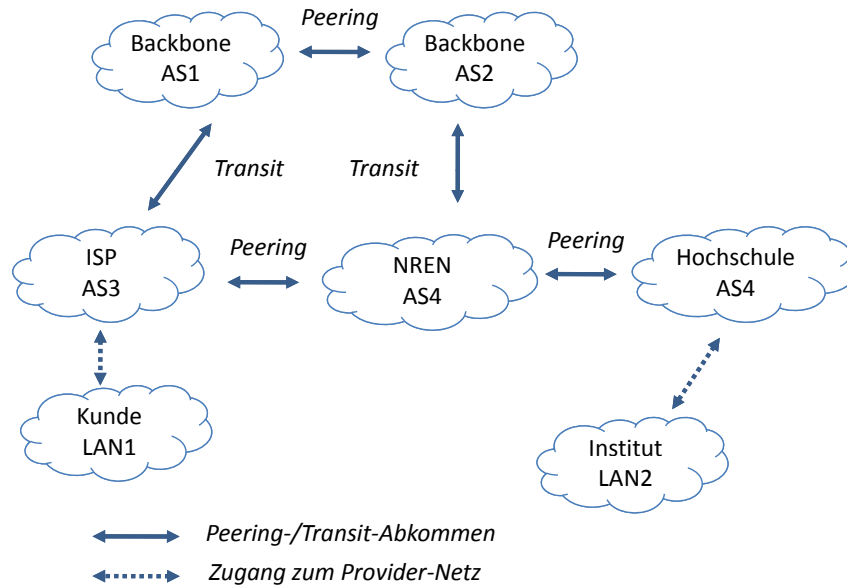 Peering
Backbone
AS1
Backbone
AS2
Transit
Transit
ISP
AS3
Peering
NREN
AS4
Peering
Hochschule
AS4
Kunde
LAN1
Institut
LAN2
Peering-/Transit-Abkommen
Zugang zum Provider-Netz